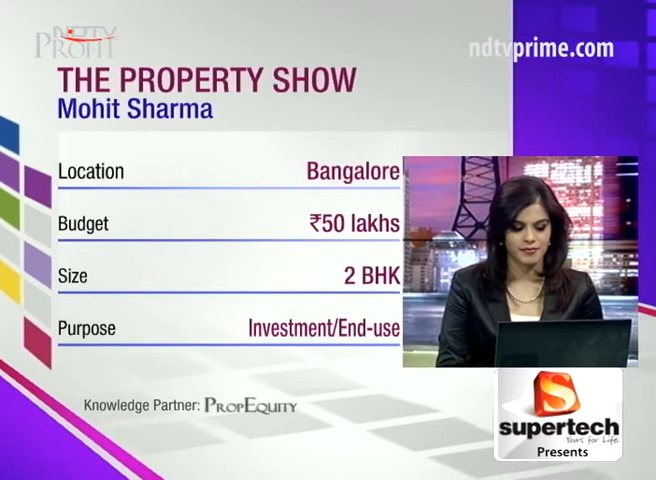 NDTV
PROFIT
ndtvprime.com
THE PROPERTY SHOW
Mohit Sharma
Location Bangalore
Budget ₹50 lakhs
Size 2 BHK
Purpose Investment/End-use
Knowledge Partner: PROPEQUITY
S
supertech
Yours for Life
Presents